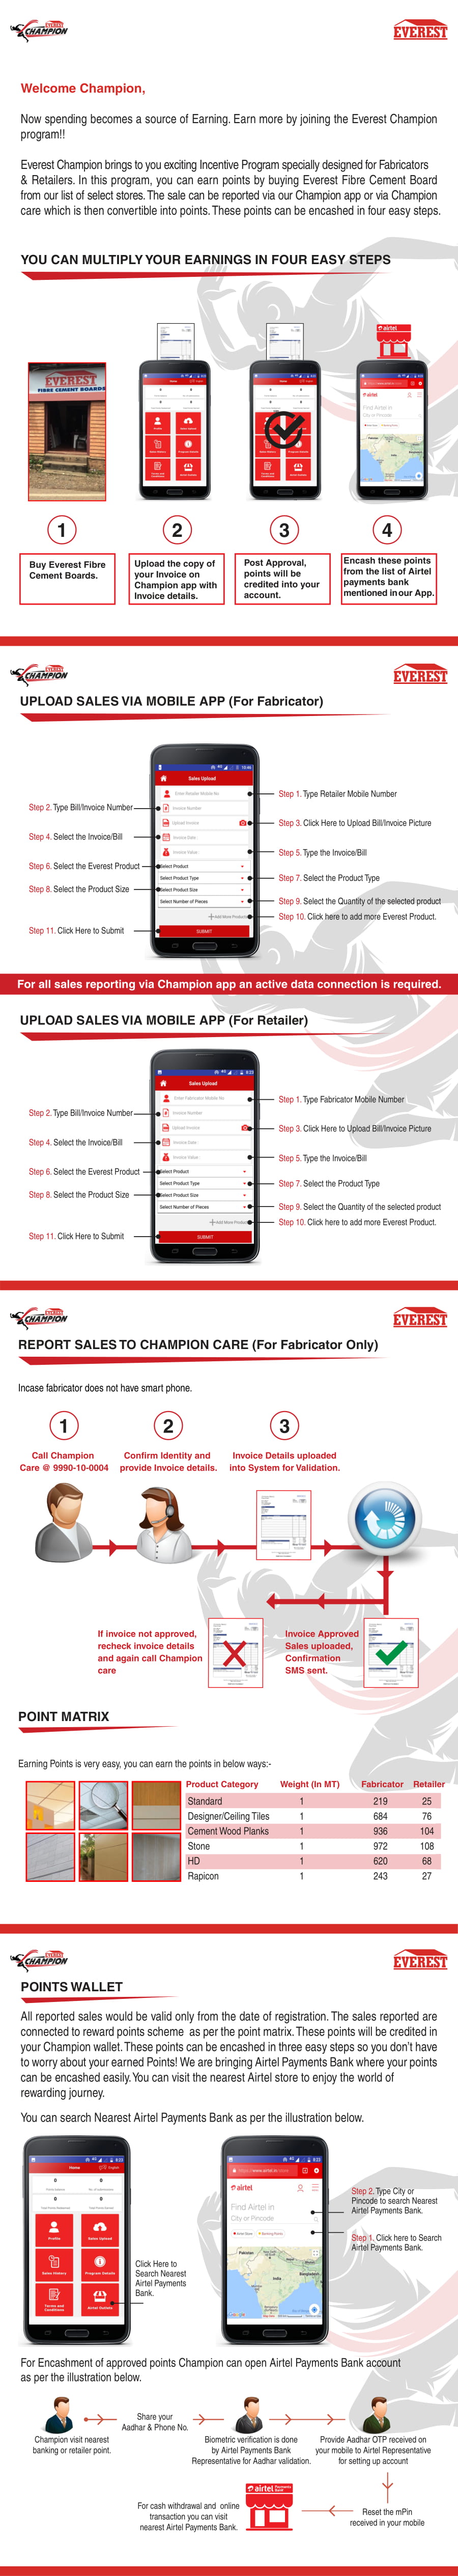 EVEREST
CHAMPION
EVEREST
Welcome Champion,
Now spending becomes a source of Earning. Earn more by joining the Everest Champion
program!!
Everest Champion brings to you exciting Incentive Program specially designed for Fabricators
& Retailers. In this program, you can earn points by buying Everest Fibre Cement Board
from our list of select stores. The sale can be reported via our Champion app or via Champion
care which is then convertible into points. These points can be encashed in four easy steps.
YOU CAN MULTIPLY YOUR EARNINGS IN FOUR EASY STEPS
EVEREST
FIBRE CEMENT BOARDS
airtel
airtel
Find Airtel in
City or Pincode
1
2
3
4
Buy Everest Fibre
Cement Boards.
Upload the copy of
your Invoice on
Champion app with
Invoice details.
Post Approval,
points will be
credited into your
account.
Encash these points
from the list of Airtel
payments bank
mentioned in our App.
EVEREST
CHAMPION
EVEREST
UPLOAD SALES VIA MOBILE APP (For Fabricator)
Sales Upload
Enter Retailer Mobile No
Invoice Number
Upload Invoice
Invoice Date
Invoice Value
Select Product
Select Product Type
Select Product Size
Select Number of Pieces
Add More Product
SUBMIT
Step 1. Type Retailer Mobile Number
Step 2. Type Bill/Invoice Number
Step 3. Click Here to Upload Bill/Invoice Picture
Step 4. Select the Invoice/Bill
Step 5. Type the Invoice/Bill
Step 6. Select the Everest Product
Step 7. Select the Product Type
Step 8. Select the Product Size
Step 9. Select the Quantity of the selected product
Step 10. Click here to add more Everest Product.
Step 11. Click Here to Submit
For all sales reporting via Champion app an active data connection is required.
UPLOAD SALES VIA MOBILE APP (For Retailer)
Sales Upload
Enter Fabricator Mobile No
Invoice Number
Upload Invoice
Invoice Date
Invoice Value
Select Product
Select Product Type
Select Product Size
Select Number of Pieces
Add More Product
SUBMIT
Step 1. Type Fabricator Mobile Number
Step 2. Type Bill/Invoice Number
Step 3. Click Here to Upload Bill/Invoice Picture
Step 4. Select the Invoice/Bill
Step 5. Type the Invoice/Bill
Step 6. Select the Everest Product
Step 7. Select the Product Type
Step 8. Select the Product Size
Step 9. Select the Quantity of the selected product
Step 10. Click here to add more Everest Product.
Step 11. Click Here to Submit
EVEREST
CHAMPION
EVEREST
REPORT SALES TO CHAMPION CARE (For Fabricator Only)
Incase fabricator does not have smart phone.
1
2
3
Call Champion
Care @ 9990-10-0004
Confirm Identity and
provide Invoice details.
Invoice Details uploaded
into System for Validation.
If invoice not approved,
recheck invoice details
and again call Champion
care
Invoice Approved
Sales uploaded,
Confirmation
SMS sent.
POINT MATRIX
Earning Points is very easy, you can earn the points in below ways:-
Product Category Weight (In MT) Fabricator Retailer
Standard 1 219 25
Designer/Ceiling Tiles 1 684 76
Cement Wood Planks 1 936 104
Stone 1 972 108
HD 1 620 68
Rapicon 1 243 27
EVEREST
CHAMPION
EVEREST
POINTS WALLET
All reported sales would be valid only from the date of registration. The sales reported are
connected to reward points scheme as per the point matrix. These points will be credited in
your Champion wallet. These points can be encashed in three easy steps so you don't have
to worry about your earned Points! We are bringing Airtel Payments Bank where your points
can be encashed easily. You can visit the nearest Airtel store to enjoy the world of
rewarding journey.
You can search Nearest Airtel Payments Bank as per the illustration below.
Home
Profile
Sales Upload
Sales History
Program Details
Terms and
Conditions
Airtel Outlets
Click Here to
Search Nearest
Airtel Payments
Bank.
airtel
Find Airtel in
City or Pincode
Airtel Store
Banking Point
India
Step 2. Type City or
Pincode to search Nearest
Airtel Payments Bank.
Step 1. Click here to Search
Airtel Payments Bank.
For Encashment of approved points Champion can open Airtel Payments Bank account
as per the illustration below.
Share your
Aadhar & Phone No.
Champion visit nearest
banking or retailer point.
Biometric verification is done
by Airtel Payments Bank
Representative for Aadhar validation.
Provide Aadhar OTP received on
your mobile to Airtel Representative
for setting up account
Reset the mPin
received in your mobile
airtel Payments Bank
For cash withdrawal and online
transaction you can visit
nearest Airtel Payments Bank.